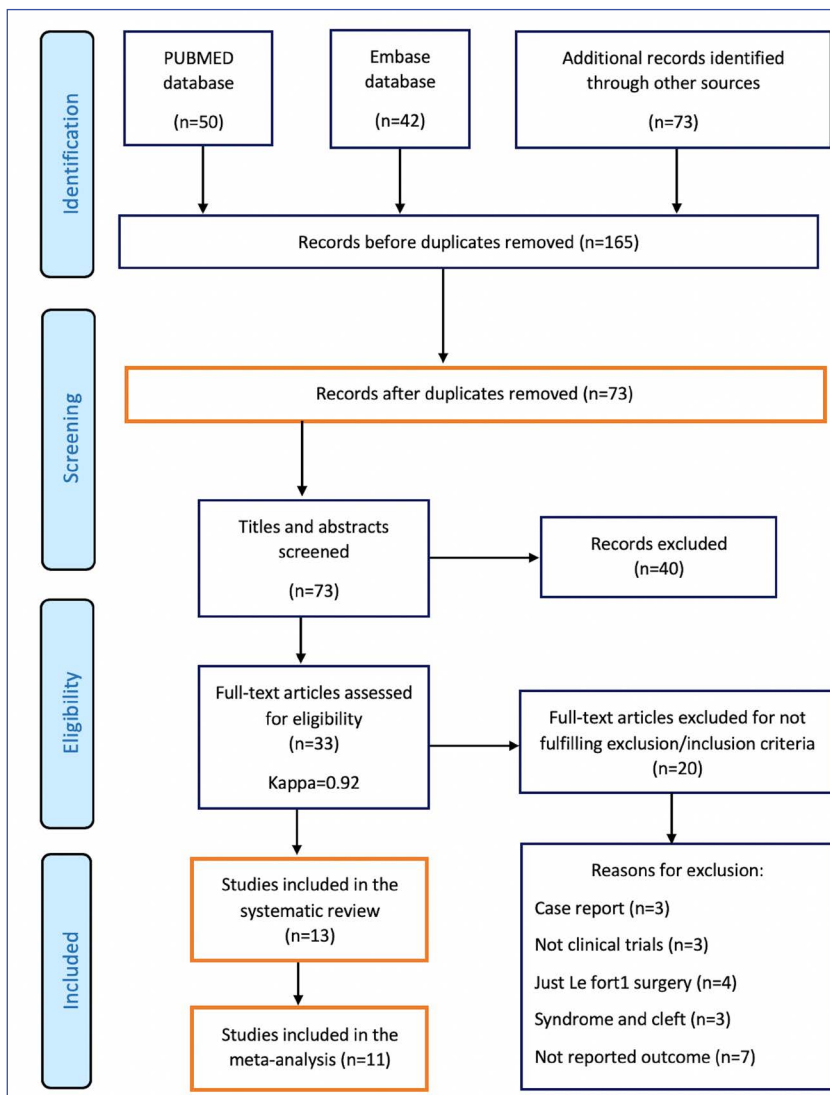 Identification
PUBMED
database
(n=50)
Embase
database
(n=42)
Additional records identified
through other sources
(n=73)
Records before duplicates removed (n=165)
Screening
Records after duplicates removed (n=73)
Titles and abstracts
screened
(n=73)
Records excluded
(n=40)
Eligibility
Full-text articles assessed
for eligibility
(n=33)
Kappa=0.92
Full-text articles excluded for not
fulfilling exclusion/inclusion criteria
(n=20)
Included
Studies included in the
systematic review
(n=13)
Studies included in the
meta-analysis (n=11)
Reasons for exclusion:
Case report (n=3)
Not clinical trials (n=3)
Just Le fort1 surgery (n=4)
Syndrome and cleft (n=3)
Not reported outcome (n=7)